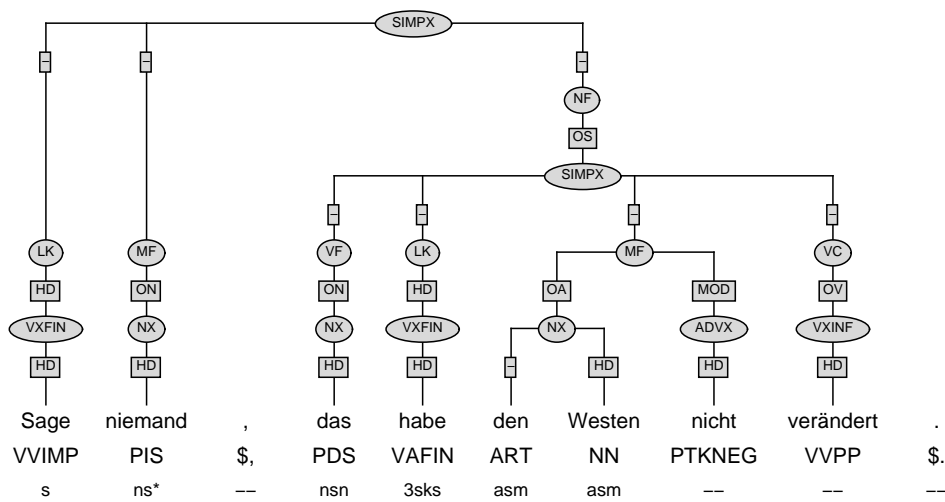 SIMPX
– – –
NF
OS
SIMPX
– – – –
LK MF VF LK MF VC
HD ON ON HD OA MOD OV
VXFIN NX NX VXFIN NX ADVX VXINF
HD HD HD HD – HD HD HD
Sage niemand , das habe den Westen nicht verändert .
VVIMP PIS $, PDS VAFIN ART NN PTKNEG VVPP $.
s ns* –– nsn 3sks asm asm –– –– ––